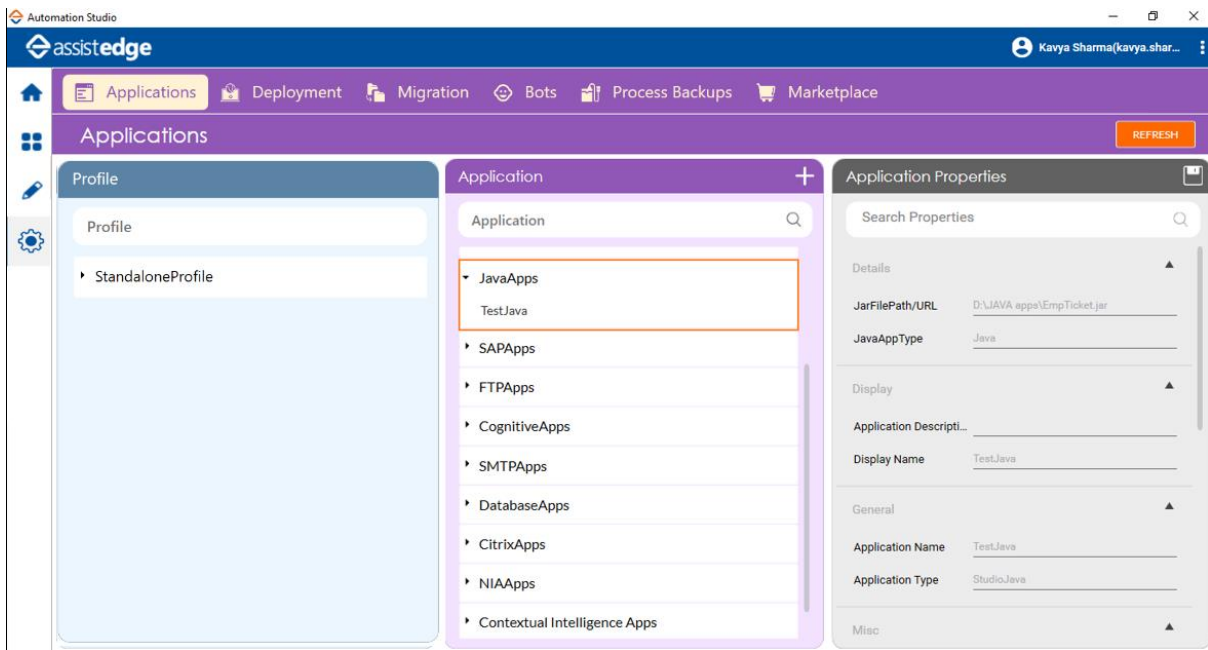 Automation Studio
assistedge
Kavya Sharma(kavya.shar...
Applications
Deployment
Migration
Bots
Process Backups
Marketplace
Applications
REFRESH
Profile
Profile
StandaloneProfile
Application
Application
JavaApps
TestJava
SAPApps
FTPApps
CognitiveApps
SMTPApps
DatabaseApps
CitrixApps
NIAApps
Contextual Intelligence Apps
Application Properties
Search Properties
Details
JarFilePath/URL D:\JAVA apps\EmpTicket.jar
JavaAppType Java
Display
Application Descripti...
Display Name TestJava
General
Application Name TestJava
Application Type StudioJava
Misc